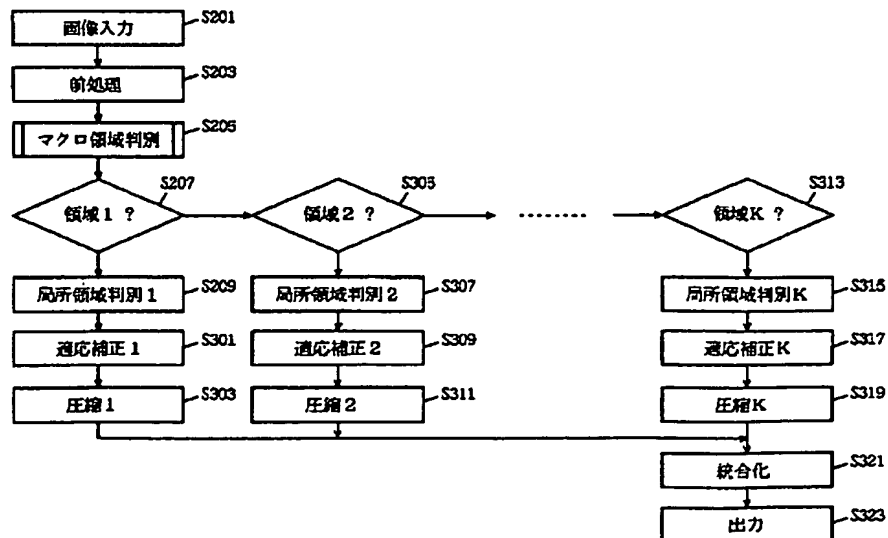 画像入力 S201
前処理 S203
マクロ領域判別 S205
領域1 ? S207
領域2 ? S305
........
領域K ? S313
局所領域判別1 S209
局所領域判別2 S307
局所領域判別K S315
適応補正1 S301
適応補正2 S309
適応補正K S317
圧縮1 S303
圧縮2 S311
圧縮K S319
統合化 S321
出力 S323